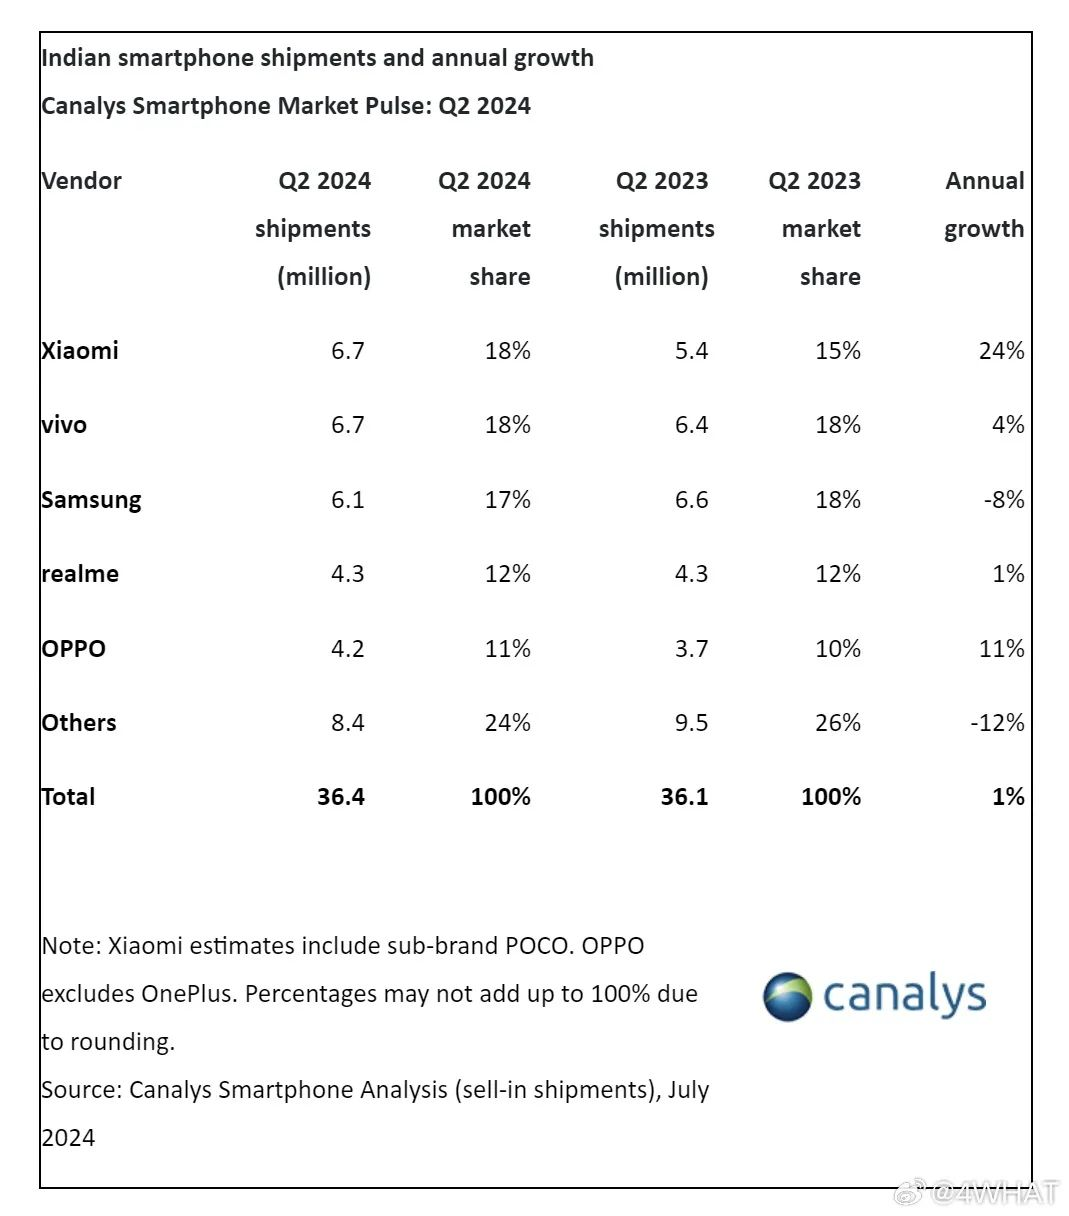 Indian smartphone shipments and annual growth
Canalys Smartphone Market Pulse: Q2 2024
Vendor Q2 2024 Q2 2024 Q2 2023 Q2 2023 Annual
shipments market shipments market growth
(million) share (million) share
Xiaomi 6.7 18% 5.4 15% 24%
vivo 6.7 18% 6.4 18% 4%
Samsung 6.1 17% 6.6 18% -8%
realme 4.3 12% 4.3 12% 1%
OPPO 4.2 11% 3.7 10% 11%
Others 8.4 24% 9.5 26% -12%
Total 36.4 100% 36.1 100% 1%
Note: Xiaomi estimates include sub-brand POCO. OPPO
excludes OnePlus. Percentages may not add up to 100% due
to rounding.
Source: Canalys Smartphone Analysis (sell-in shipments), July
2024
canalys
@4WHAT